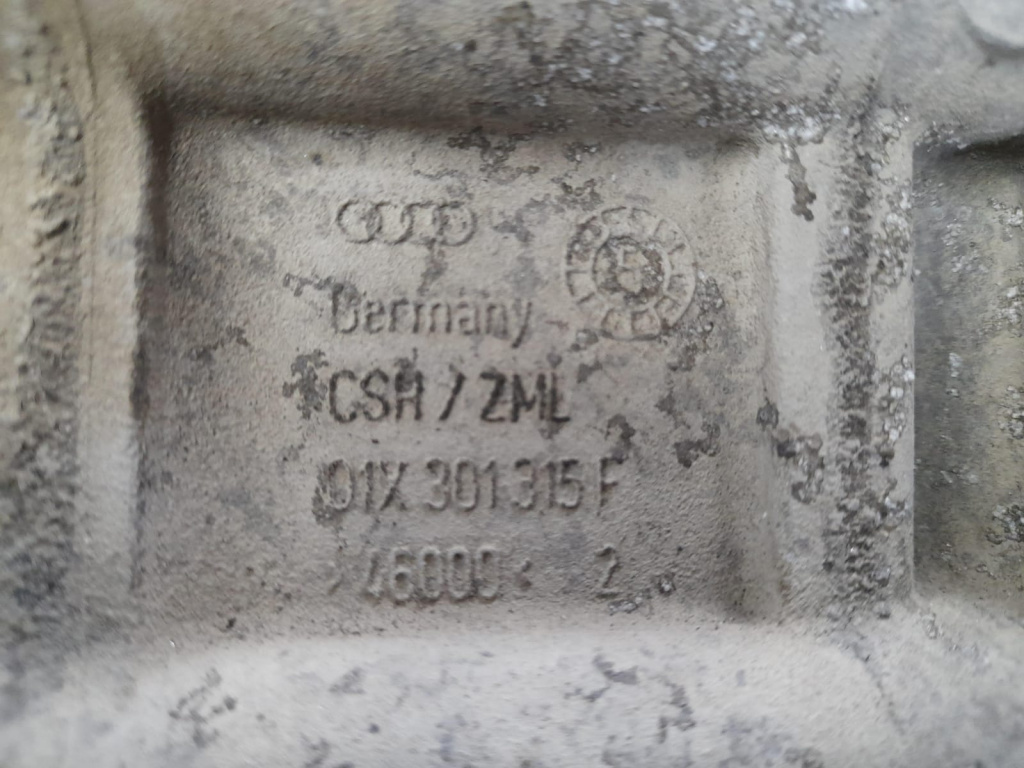 Germany
CSH / ZML
01X 301 315 F
>46000< 2